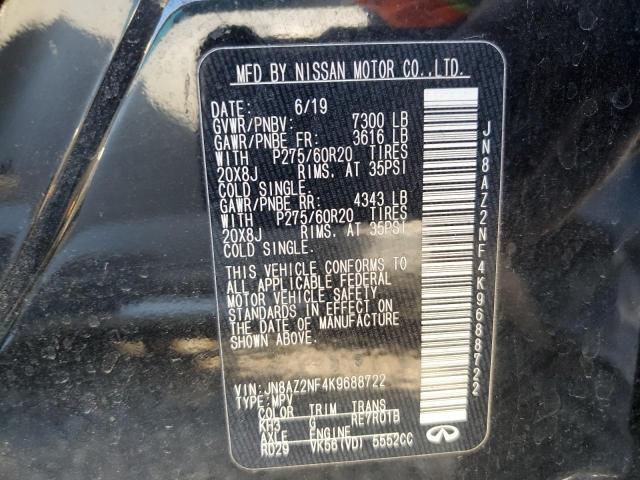 MFD BY NISSAN MOTOR CO.,LTD.
DATE: 6/19
GVWR/PNBV: 7300 LB
GAWR/PNBE FR: 3616 LB
WITH P275/60R20 TIRES
20X8J RIMS. AT 35PSI
COLD SINGLE.
GAWR/PNBE RR: 4343 LB
WITH P275/60R20 TIRES
20X8J RIMS. AT 35PSI
COLD SINGLE.
THIS VEHICLE CONFORMS TO
ALL APPLICABLE FEDERAL
MOTOR VEHICLE SAFETY
STANDARDS IN EFFECT ON
THE DATE OF MANUFACTURE
SHOWN ABOVE.
VIN: JN8AZ2NF4K9688722
TYPE: MPV
COLOR TRIM TRANS
KH3 G RE7R01B
AXLE ENGINE
RD29 VK56(VD) 5552CC
JN8AZ2NF4K9688722